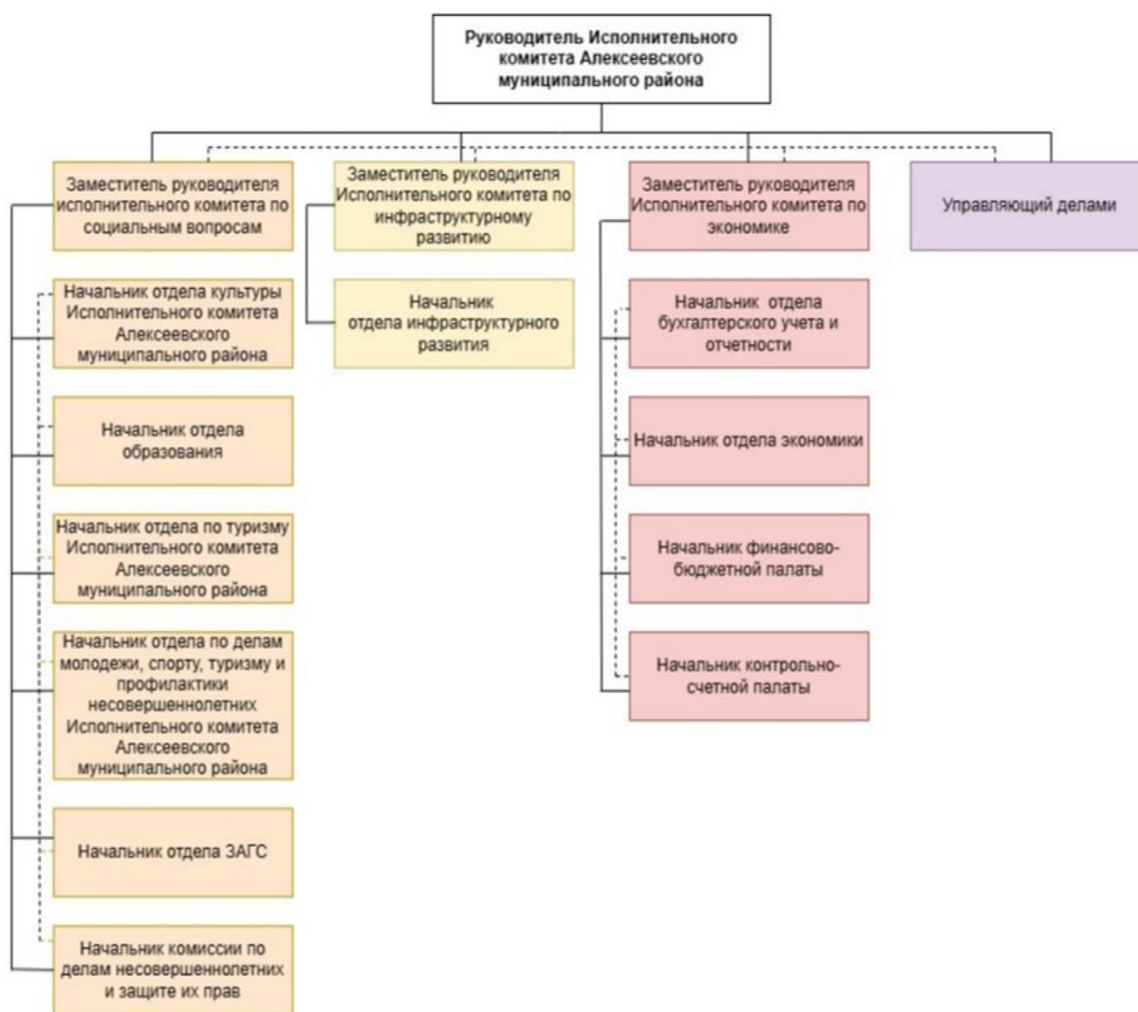 Руководитель Исполнительного
комитета Алексеевского
муниципального района
Заместитель руководителя
исполнительного комитета по
социальным вопросам
Заместитель руководителя
Исполнительного комитета по
инфраструктурному
развитию
Заместитель руководителя
Исполнительного комитета по
экономике
Управляющий делами
Начальник отдела культуры
Исполнительного комитета
Алексеевского
муниципального района
Начальник
отдела инфраструктурного
развития
Начальник отдела
бухгалтерского учета и
отчетности
Начальник отдела
образования
Начальник отдела экономики
Начальник отдела по туризму
Исполнительного комитета
Алексеевского
муниципального района
Начальник финансово-
бюджетной палаты
Начальник отдела по делам
молодежи, спорту, туризму и
профилактики
несовершеннолетних
Исполнительного комитета
Алексеевского
муниципального района
Начальник контрольно-
счетной палаты
Начальник отдела ЗАГС
Начальник комиссии по
делам несовершеннолетних
и защите их прав